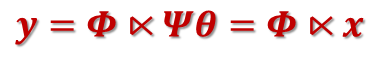 y = Φ ⋉ Ψθ = Φ ⋉ x